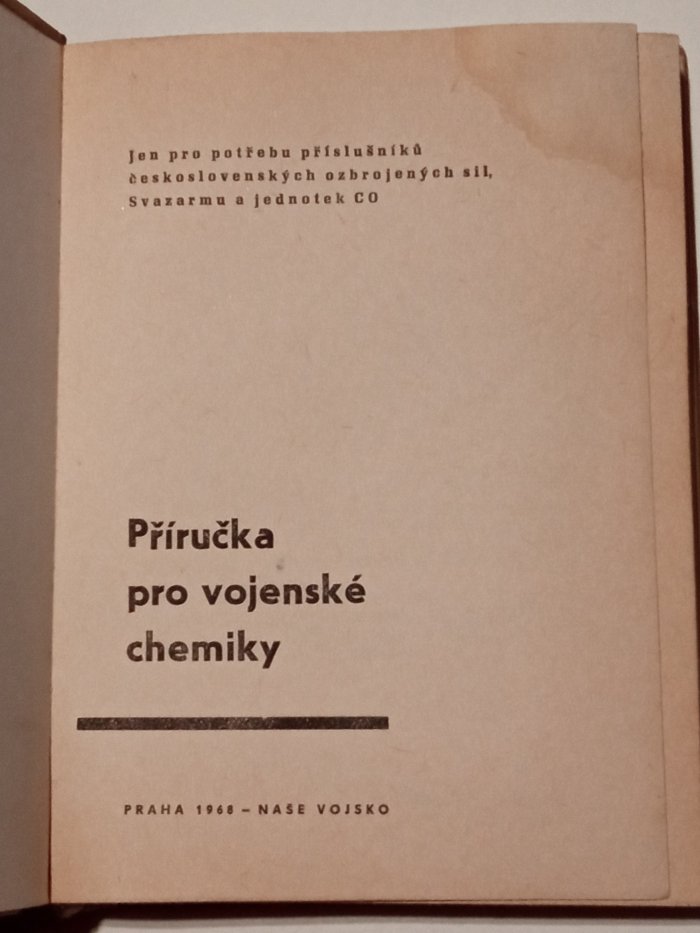 Jen pro potřebu příslušníků
československých ozbrojených sil,
Svazarmu a jednotek CO
Příručka
pro vojenské
chemiky
PRAHA 1968 – NAŠE VOJSKO